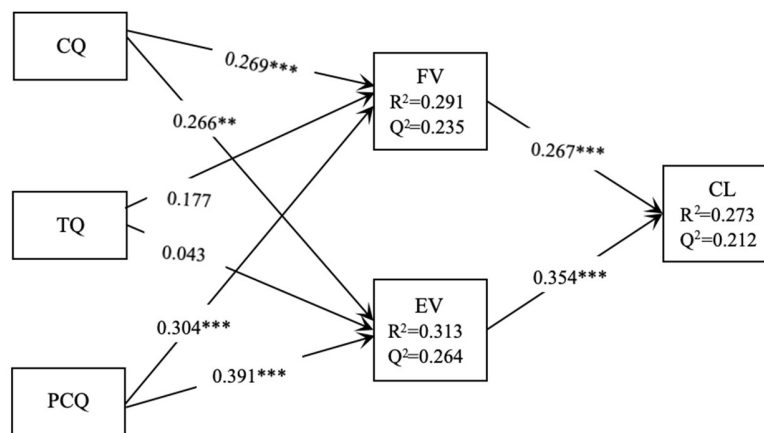 CQ
0.269***
FV
R²=0.291
Q²=0.235
0.266**
0.267***
TQ
0.177
CL
R²=0.273
Q²=0.212
0.043
EV
R²=0.313
Q²=0.264
0.354***
0.304***
0.391***
PCQ